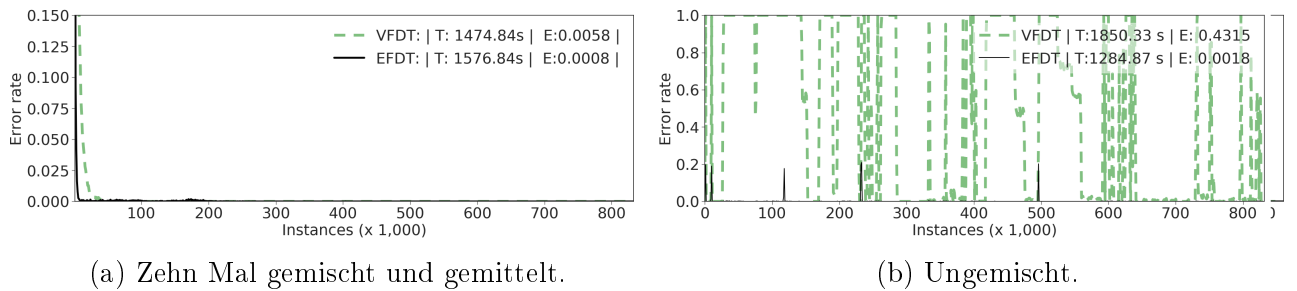 0.150
0.125
0.100
0.075
0.050
0.025
0.000
Error rate
VFDT: | T: 1474.84s | E:0.0058 |
EFDT: | T: 1576.84s | E:0.0008 |
100 200 300 400 500 600 700 800
Instances (x 1,000)
(a) Zehn Mal gemischt und gemittelt.
1.0
0.8
0.6
0.4
0.2
0.0
Error rate
VFDT | T:1850.33 s | E: 0.4315
EFDT | T:1284.87 s | E: 0.0018
0 100 200 300 400 500 600 700 800
Instances (x 1,000)
(b) Ungemischt.